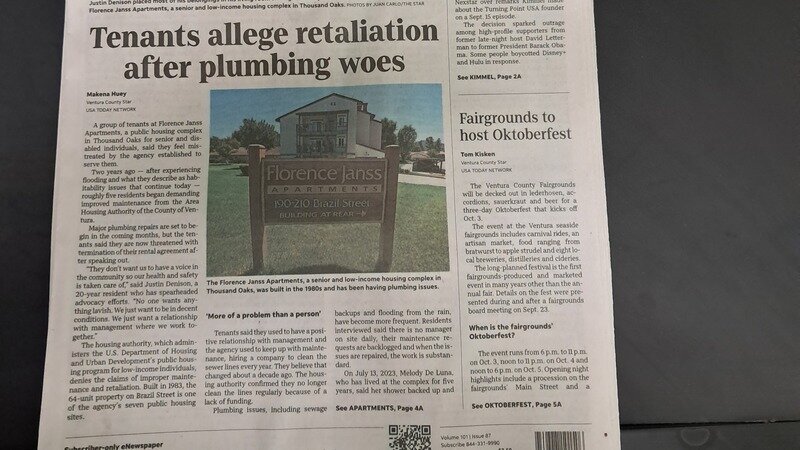 Justin Denison placed most of his belongings
Florence Janss Apartments, a senior and low-income housing complex in Thousand Oaks. PHOTOS BY JUAN CARLO/THE STAR
Tenants allege retaliation
after plumbing woes
Makena Huey
Ventura County Star
USA TODAY NETWORK
A group of tenants at Florence Janss
Apartments, a public housing complex
in Thousand Oaks for senior and dis-
abled individuals, said they feel mis-
treated by the agency established to
serve them.
Two years ago — after experiencing
flooding and what they describe as hab-
itability issues that continue today —
roughly five residents began demanding
improved maintenance from the Area
Housing Authority of the County of Ven-
tura.
Major plumbing repairs are set to be-
gin in the coming months, but the ten-
ants said they are now threatened with
termination of their rental agreement af-
ter speaking out.
“They don’t want us to have a voice in
the community so our health and safety
is taken care of,” said Justin Denison, a
20-year resident who has spearheaded
advocacy efforts. “No one wants any-
thing lavish. We just want to be in decent
conditions. We just want a relationship
with management where we work to-
gether.”
The housing authority, which admin-
isters the U.S. Department of Housing
and Urban Development’s public hous-
ing program for low-income individuals,
denies the claims of improper mainte-
nance and retaliation. Built in 1983, the
64-unit property on Brazil Street is one
of the agency’s seven public housing
sites.
Florence Janss
APARTMENTS
190-210 Brazil Street
BUILDING AT REAR
The Florence Janss Apartments, a senior and low-income housing complex in
Thousand Oaks, was built in the 1980s and has been having plumbing issues.
‘More of a problem than a person’
Tenants said they used to have a posi-
tive relationship with management and
the agency used to keep up with mainte-
nance, hiring a company to clean the
sewer lines every year. They believe that
changed about a decade ago. The hous-
ing authority confirmed they no longer
clean the lines regularly because of a
lack of funding.
Plumbing issues, including sewage
backups and flooding from the rain,
have become more frequent. Residents
interviewed said there is no manager
on site daily, their maintenance re-
quests are backlogged and when the is-
sues are repaired, the work is substan-
dard.
On July 13, 2023, Melody De Luna,
who has lived at the complex for five
years, said her shower backed up and
See APARTMENTS, Page 4A
Nexstar over remarks Kimmel made
about the Turning Point USA founder
on a Sept. 15 episode.
The decision sparked outrage
among high-profile supporters from
former late-night host David Letter-
man to former President Barack Oba-
ma. Some people boycotted Disney+
and Hulu in response.
See KIMMEL, Page 2A
Fairgrounds to
host Oktoberfest
Tom Kisken
Ventura County Star
USA TODAY NETWORK
The Ventura County Fairgrounds
will be decked out in lederhosen, ac-
cordions, sauerkraut and beer for a
three-day Oktoberfest that kicks off
Oct. 3.
The event at the Ventura seaside
fairgrounds includes carnival rides, an
artisan market, food ranging from
bratwurst to apple strudel and eight lo-
cal breweries, distilleries and cideries.
The long-planned festival is the first
fairgrounds-produced and marketed
event in many years other than the an-
nual fair. Details on the fest were pre-
sented during and after a fairgrounds
board meeting on Sept. 23.
When is the fairgrounds’
Oktoberfest?
The event runs from 6 p.m. to 11 p.m.
on Oct. 3, noon to 11 p.m. on Oct. 4 and
noon to 6 p.m. on Oct. 5. Opening night
highlights include a procession on the
fairgrounds’ Main Street and a
See OKTOBERFEST, Page 5A
Subscriber-only eNewspaper
Volume 101 | Issue 87
Subscribe 844-331-9990